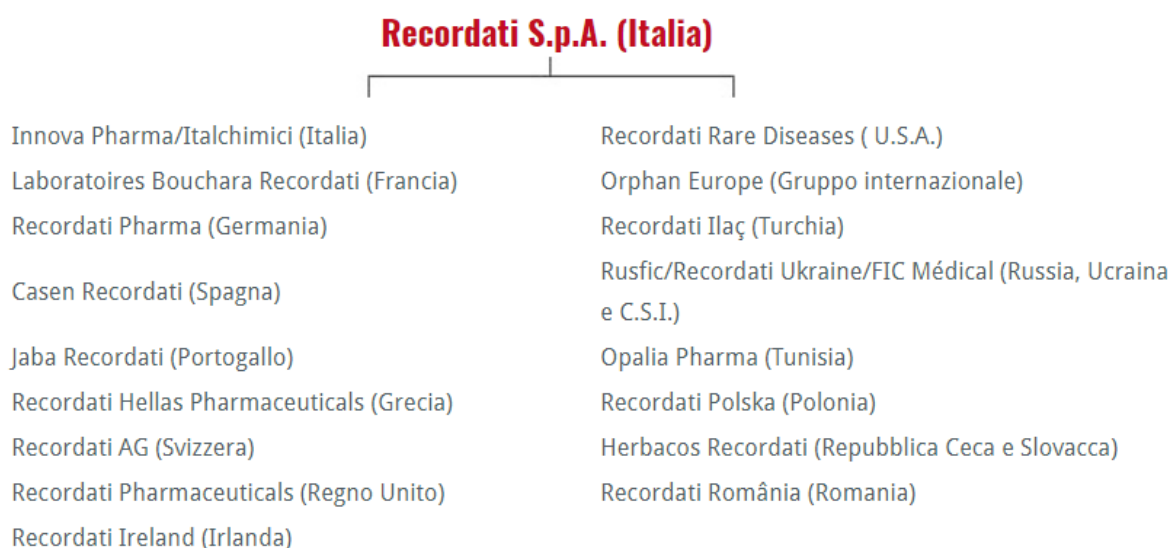 Recordati S.p.A. (Italia)
Innova Pharma/Italchimici (Italia)
Laboratoires Bouchara Recordati (Francia)
Recordati Pharma (Germania)
Casen Recordati (Spagna)
Jaba Recordati (Portogallo)
Recordati Hellas Pharmaceuticals (Grecia)
Recordati AG (Svizzera)
Recordati Pharmaceuticals (Regno Unito)
Recordati Ireland (Irlanda)
Recordati Rare Diseases ( U.S.A.)
Orphan Europe (Gruppo internazionale)
Recordati Ilaç (Turchia)
Rusfic/Recordati Ukraine/FIC Médical (Russia, Ucraina
e C.S.I.)
Opalia Pharma (Tunisia)
Recordati Polska (Polonia)
Herbacos Recordati (Repubblica Ceca e Slovacca)
Recordati România (Romania)